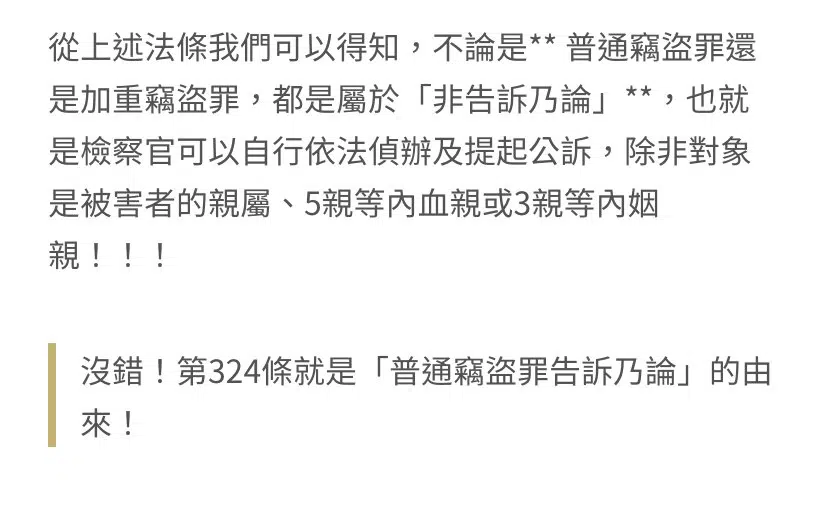 從上述法條我們可以得知，不論是** 普通竊盜罪還
是加重竊盜罪，都是屬於「非告訴乃論」**，也就
是檢察官可以自行依法偵辦及提起公訴，除非對象
是被害者的親屬、5親等內血親或3親等內姻
親！！！
沒錯！第324條就是「普通竊盜罪告訴乃論」的由
來！